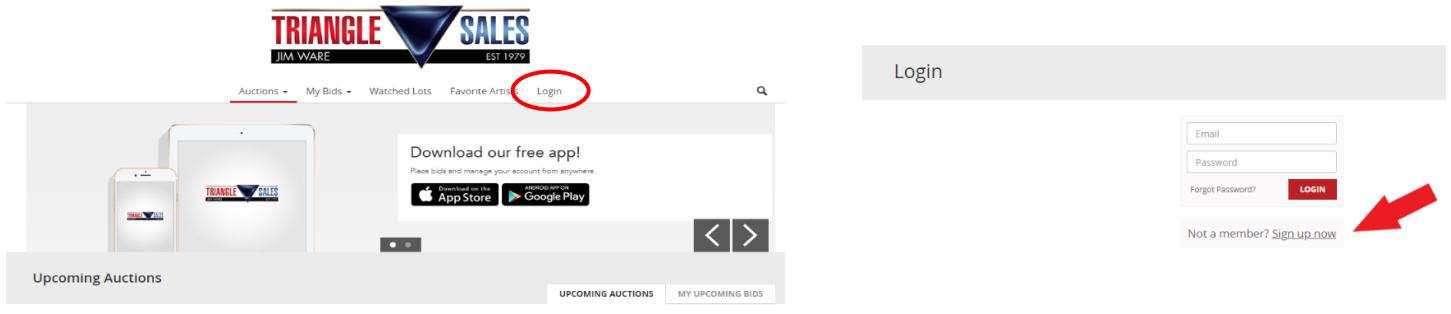 TRIANGLE SALES
JIM WARE EST 1979
Auctions My Bids Watched Lots Favorite Artists Login
Download our free app!
Place bids and manage your account from anywhere.
Download on the App Store
ANDROID APP ON Google Play
TRIANGLE SALES
TRIANGLE SALES
Upcoming Auctions
UPCOMING AUCTIONS MY UPCOMING BIDS
Login
Email
Password
Forgot Password? LOGIN
Not a member? Sign up now